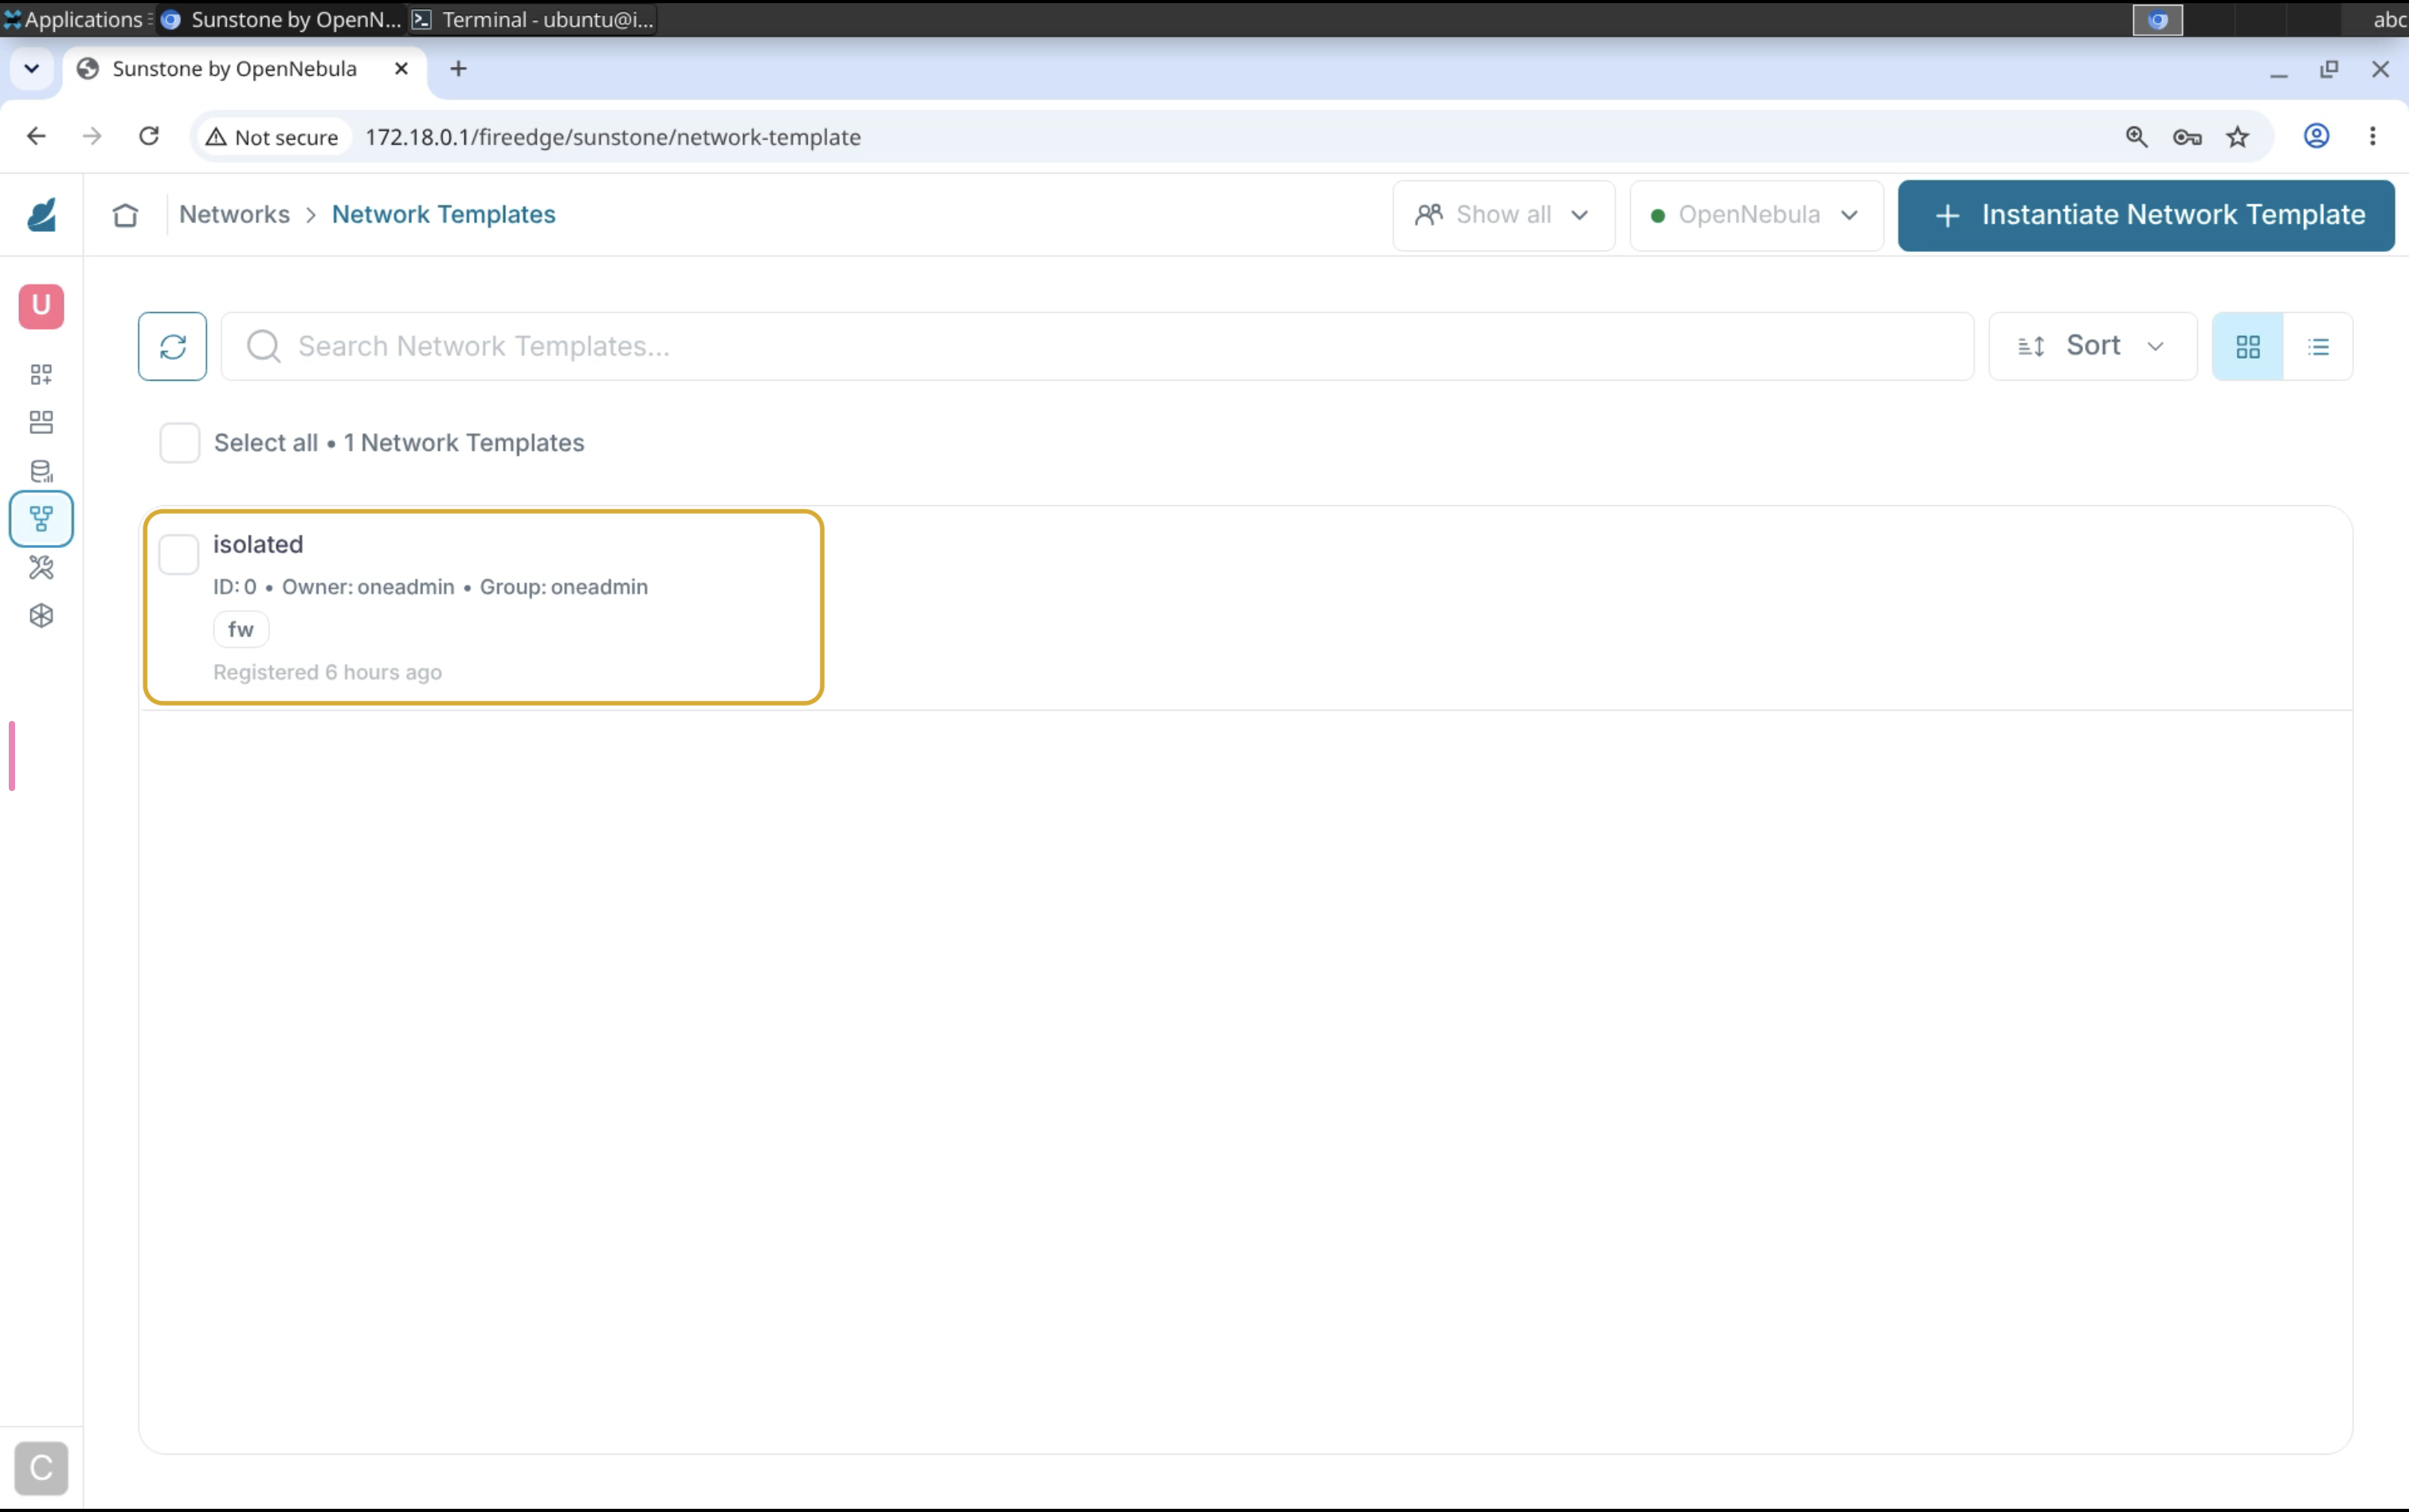 Applications
Sunstone by OpenN...
Terminal - ubuntu@i...
abc
Sunstone by OpenNebula
Not secure
172.18.0.1/fireedge/sunstone/network-template
Networks > Network Templates
Show all
OpenNebula
+ Instantiate Network Template
U
Search Network Templates...
Sort
Select all • 1 Network Templates
isolated
ID: 0 • Owner: oneadmin • Group: oneadmin
fw
Registered 6 hours ago
C